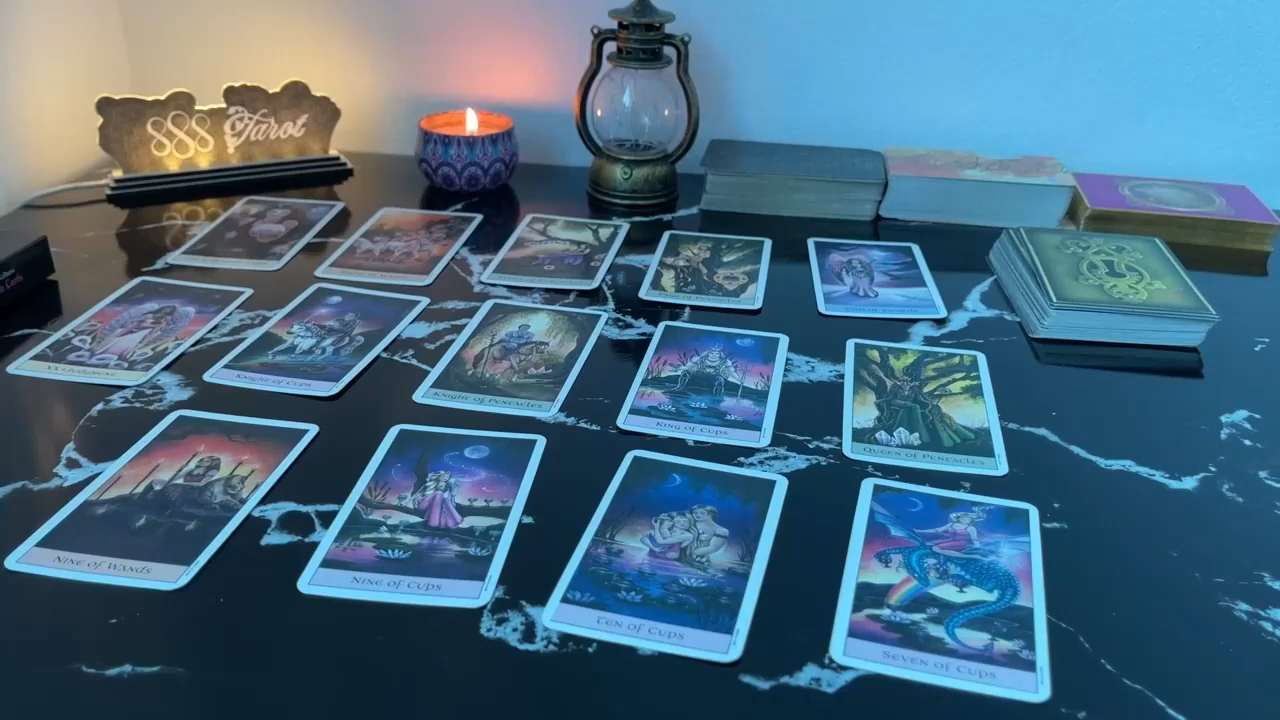 888 Tarot
XX Judgment
Knight of Cups
Knight of Pentacles
King of Cups
Queen of Pentacles
Nine of Wands
Nine of Cups
Ten of Cups
Seven of Cups